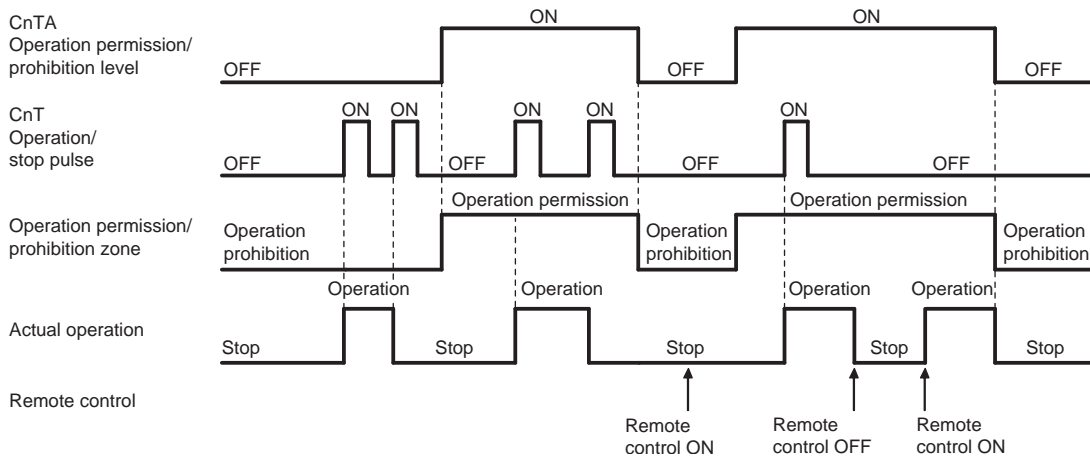 CnTA
Operation permission/
prohibition level
ON
ON
OFF
OFF
OFF
CnT
Operation/
stop pulse
ON ON
ON
ON
ON
OFF
OFF
OFF
OFF
Operation permission/
prohibition zone
Operation permission
Operation permission
Operation
prohibition
Operation
prohibition
Operation
prohibition
Actual operation
Operation
Operation
Operation
Operation
Stop
Stop
Stop
Stop
Stop
Remote control
Remote
control ON
Remote
control OFF
Remote
control ON